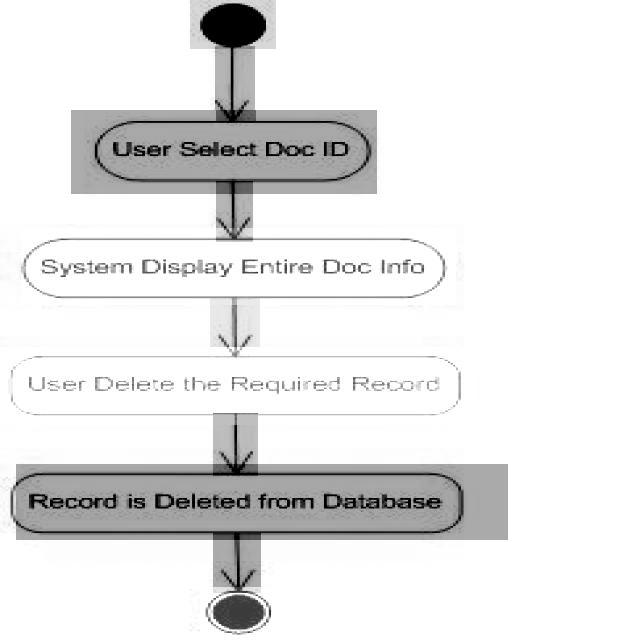 User Select Doc ID
System Display Entire Doc Info
User Delete the Required Record
Record is Deleted from Database